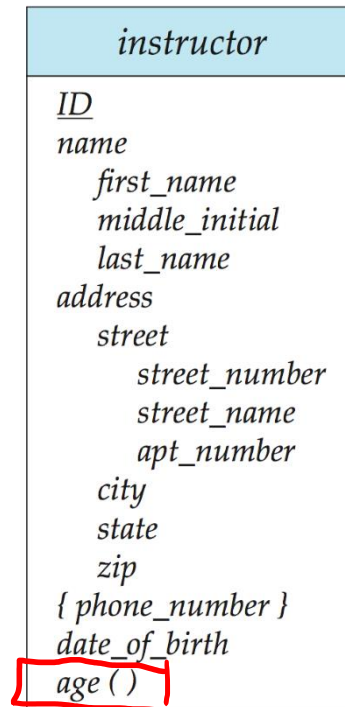 instructor
ID
name
first_name
middle_initial
last_name
address
street
street_number
street_name
apt_number
city
state
zip
{ phone_number }
date_of_birth
age ( )